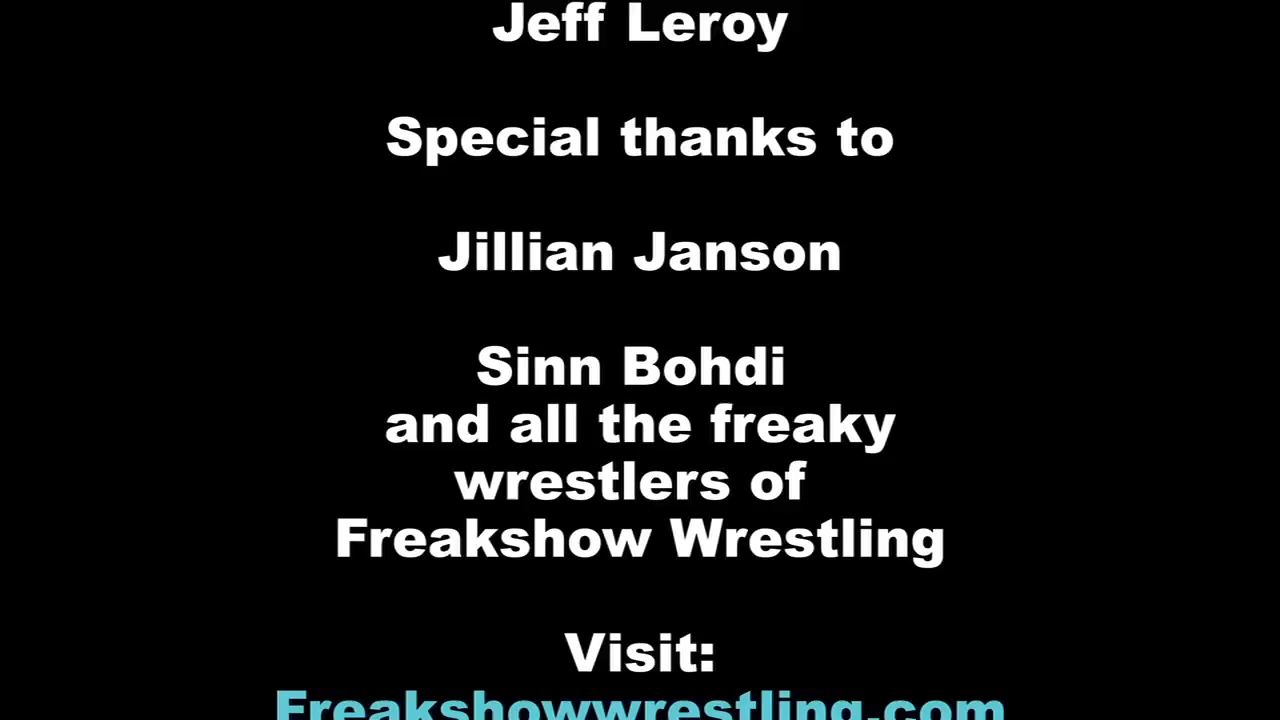 Jeff Leroy
Special thanks to
Jillian Janson
Sinn Bohdi
and all the freaky
wrestlers of
Freakshow Wrestling
Visit:
Freakshowwrestling.com